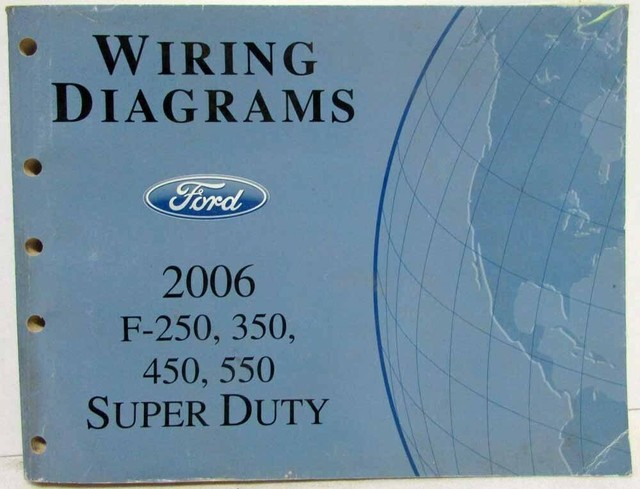 WIRING
DIAGRAMS
Ford
2006
F-250, 350,
450, 550
SUPER DUTY